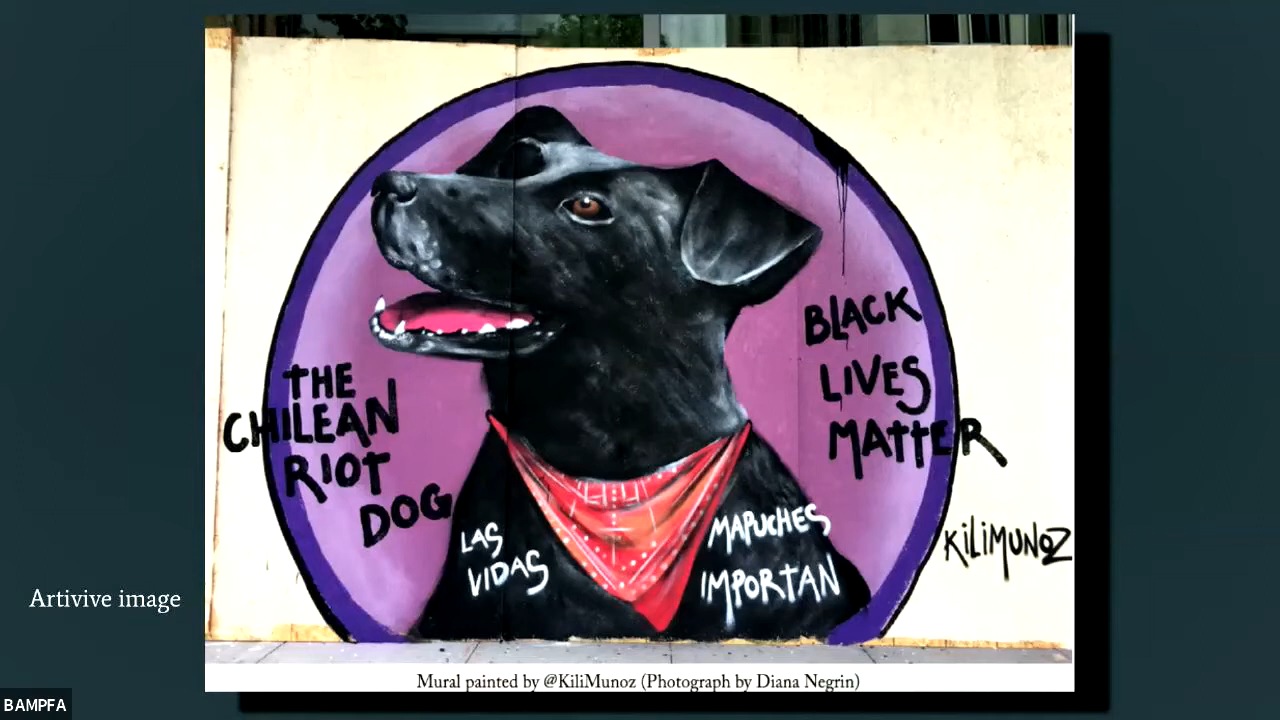 THE
CHILEAN
RIOT
DOG
BLACK
LIVES
MATTER
LAS
VIDAS
MAPUCHES
IMPORTAN
KILIMUNOZ
Artivive image
Mural painted by @KiliMunoz (Photograph by Diana Negrin)
BAMPFA